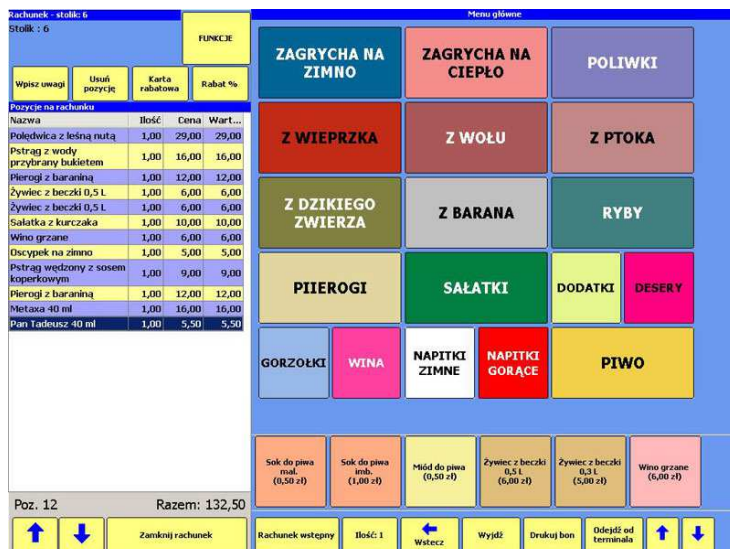 Rachunek - stolik: 6
Stolik : 6
FUNKCJE
Wpisz uwagi
Usuń
pozycję
Karta
rabatowa
Rabat %
Pozycje na rachunku
Nazwa Ilość Cena Wart...
Polędwica z leśną nutą 1,00 29,00 29,00
Pstrąg z wody
przybrany bukietem 1,00 16,00 16,00
Pierogi z baraniną 1,00 12,00 12,00
Żywiec z beczki 0,5 L 1,00 6,00 6,00
Żywiec z beczki 0,5 L 1,00 6,00 6,00
Sałatka z kurczaka 1,00 10,00 10,00
Wino grzane 1,00 6,00 6,00
Oscypek na zimno 1,00 5,00 5,00
Pstrąg wędzony z sosem
koperkowym 1,00 9,00 9,00
Pierogi z baraniną 1,00 12,00 12,00
Metaxa 40 ml 1,00 16,00 16,00
Pan Tadeusz 40 ml 1,00 5,50 5,50
Poz. 12 Razem: 132,50
Zamknij rachunek
Menu główne
ZAGRYCHA NA
ZIMNO
ZAGRYCHA NA
CIEPŁO
POLIWKI
Z WIEPRZKA
Z WOŁU
Z PTOKA
Z DZIKIEGO
ZWIERZA
Z BARANA
RYBY
PIIEROGI
SAŁATKI
DODATKI
DESERY
GORZOŁKI
WINA
NAPITKI
ZIMNE
NAPITKI
GORĄCE
PIWO
Sok do piwa
mal.
(0,50 zł)
Sok do piwa
imb.
(1,00 zł)
Miód do piwa
(0,50 zł)
Żywiec z beczki
0,5 L
(6,00 zł)
Żywiec z beczki
0,3 L
(5,00 zł)
Wino grzane
(6,00 zł)
Rachunek wstępny
Ilość: 1
Wstecz
Wyjdź
Drukuj bon
Odejdź od
terminala